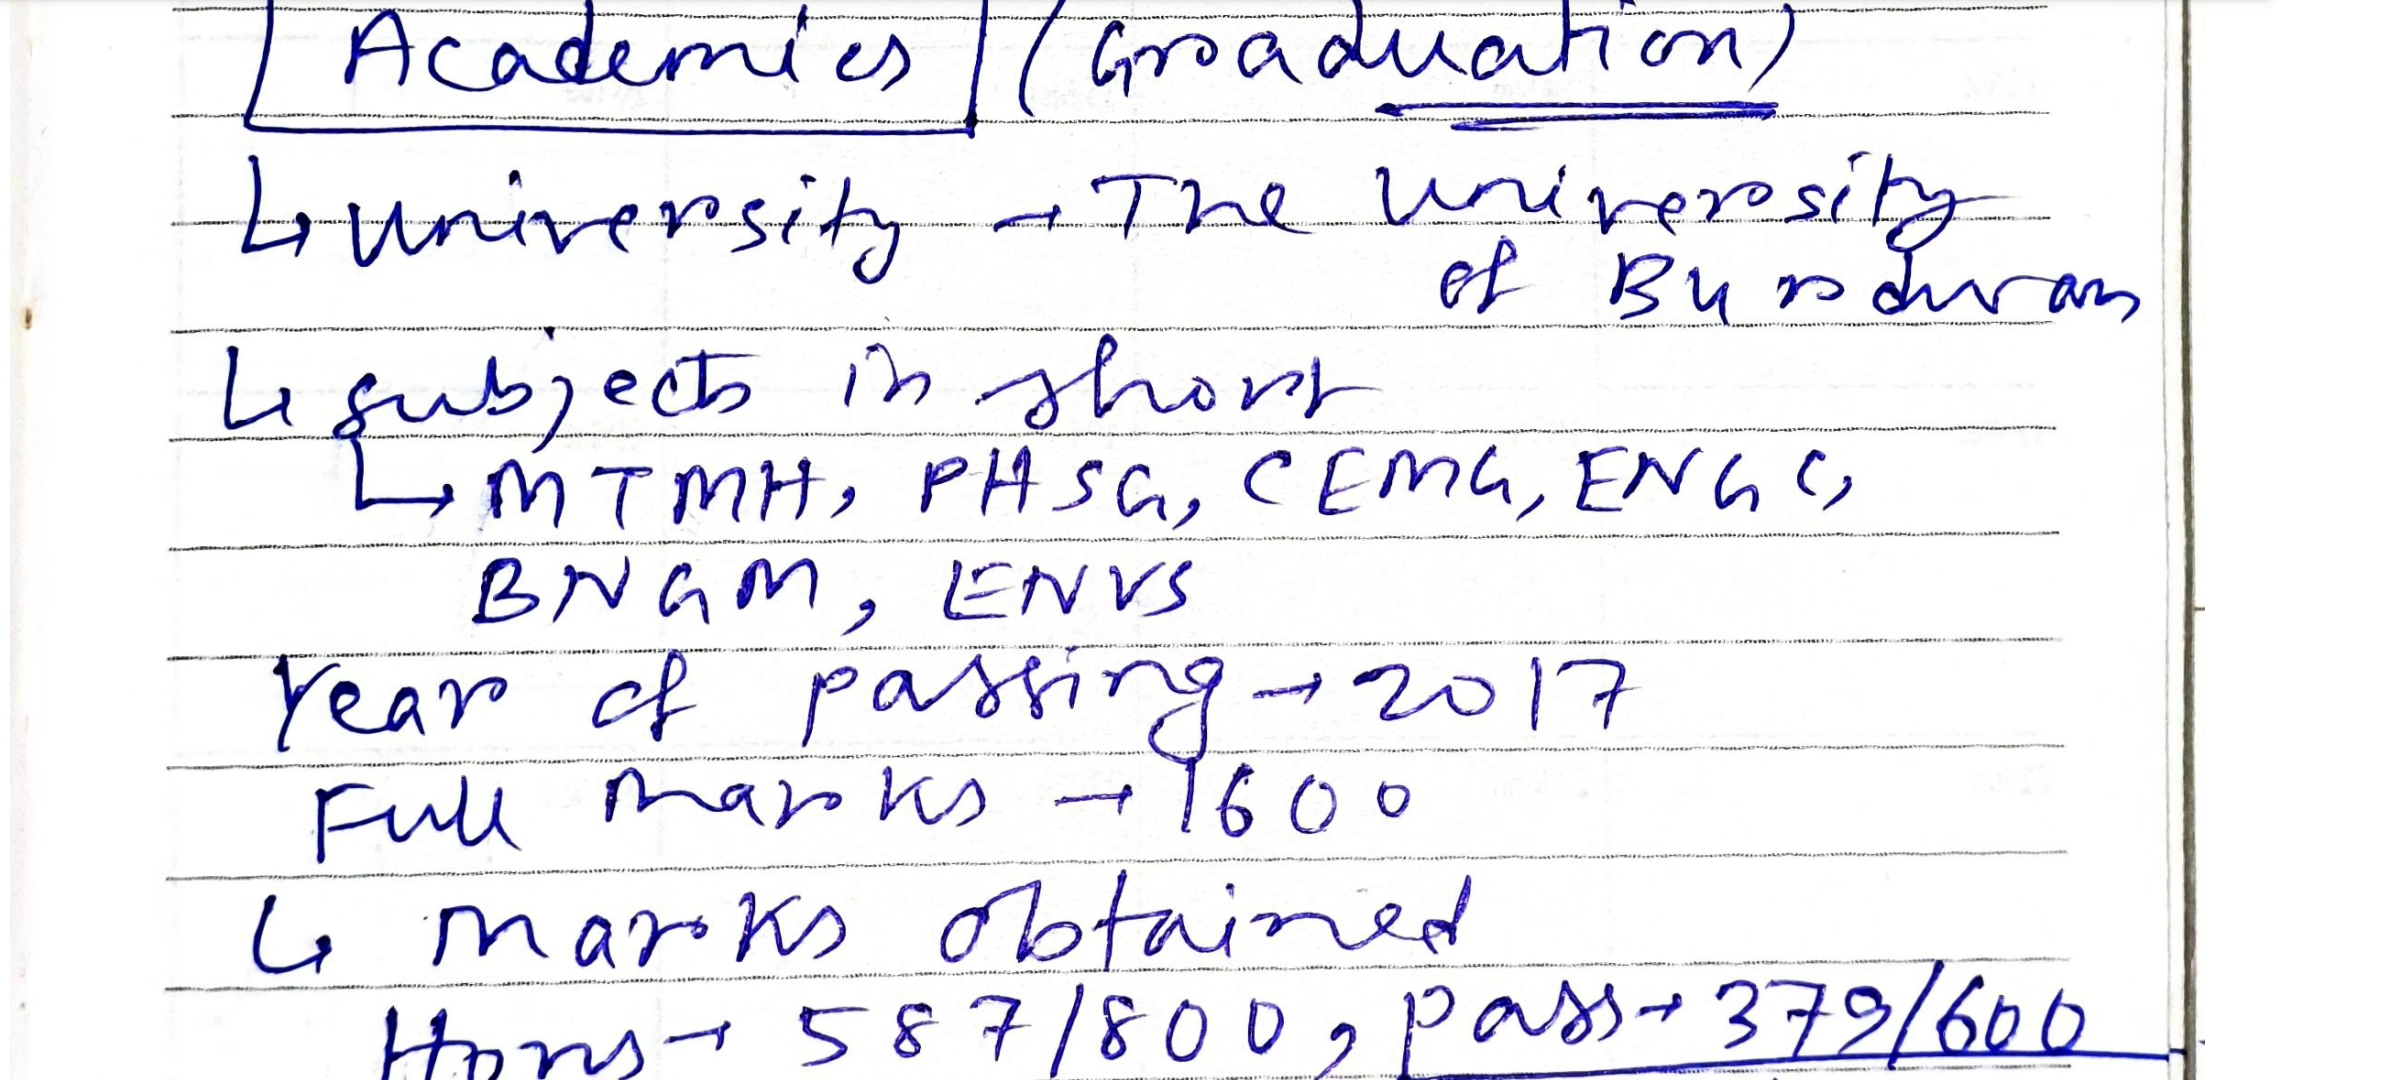 Academics (Graduation)
↳ University → The University
of Burdwan
↳ Subjects in short
↳ MTMH, PHSG, CEMG, ENGC,
BNGM, ENVS
Year of passing → 2017
Full Marks → 1600
↳ Marks obtained
Hons → 587/800, Pass → 379/600